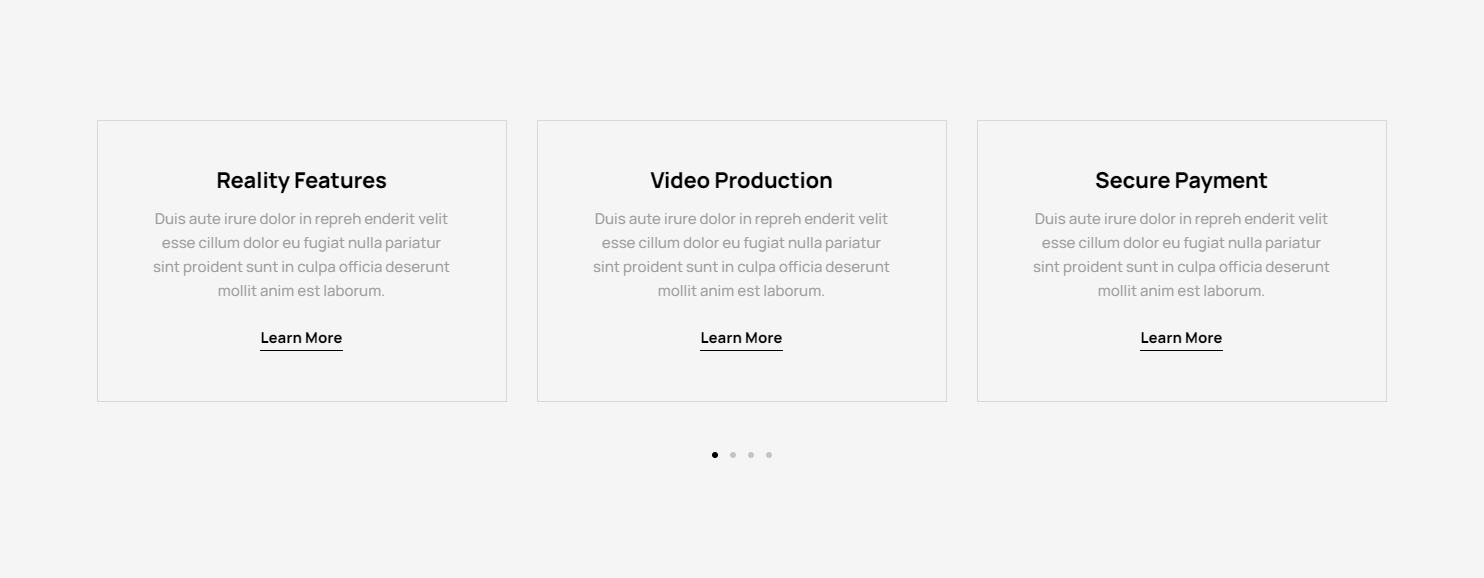 Reality Features
Duis aute irure dolor in repreh enderit velit
esse cillum dolor eu fugiat nulla pariatur
sint proident sunt in culpa officia deserunt
mollit anim est laborum.
Learn More
Video Production
Duis aute irure dolor in repreh enderit velit
esse cillum dolor eu fugiat nulla pariatur
sint proident sunt in culpa officia deserunt
mollit anim est laborum.
Learn More
Secure Payment
Duis aute irure dolor in repreh enderit velit
esse cillum dolor eu fugiat nulla pariatur
sint proident sunt in culpa officia deserunt
mollit anim est laborum.
Learn More